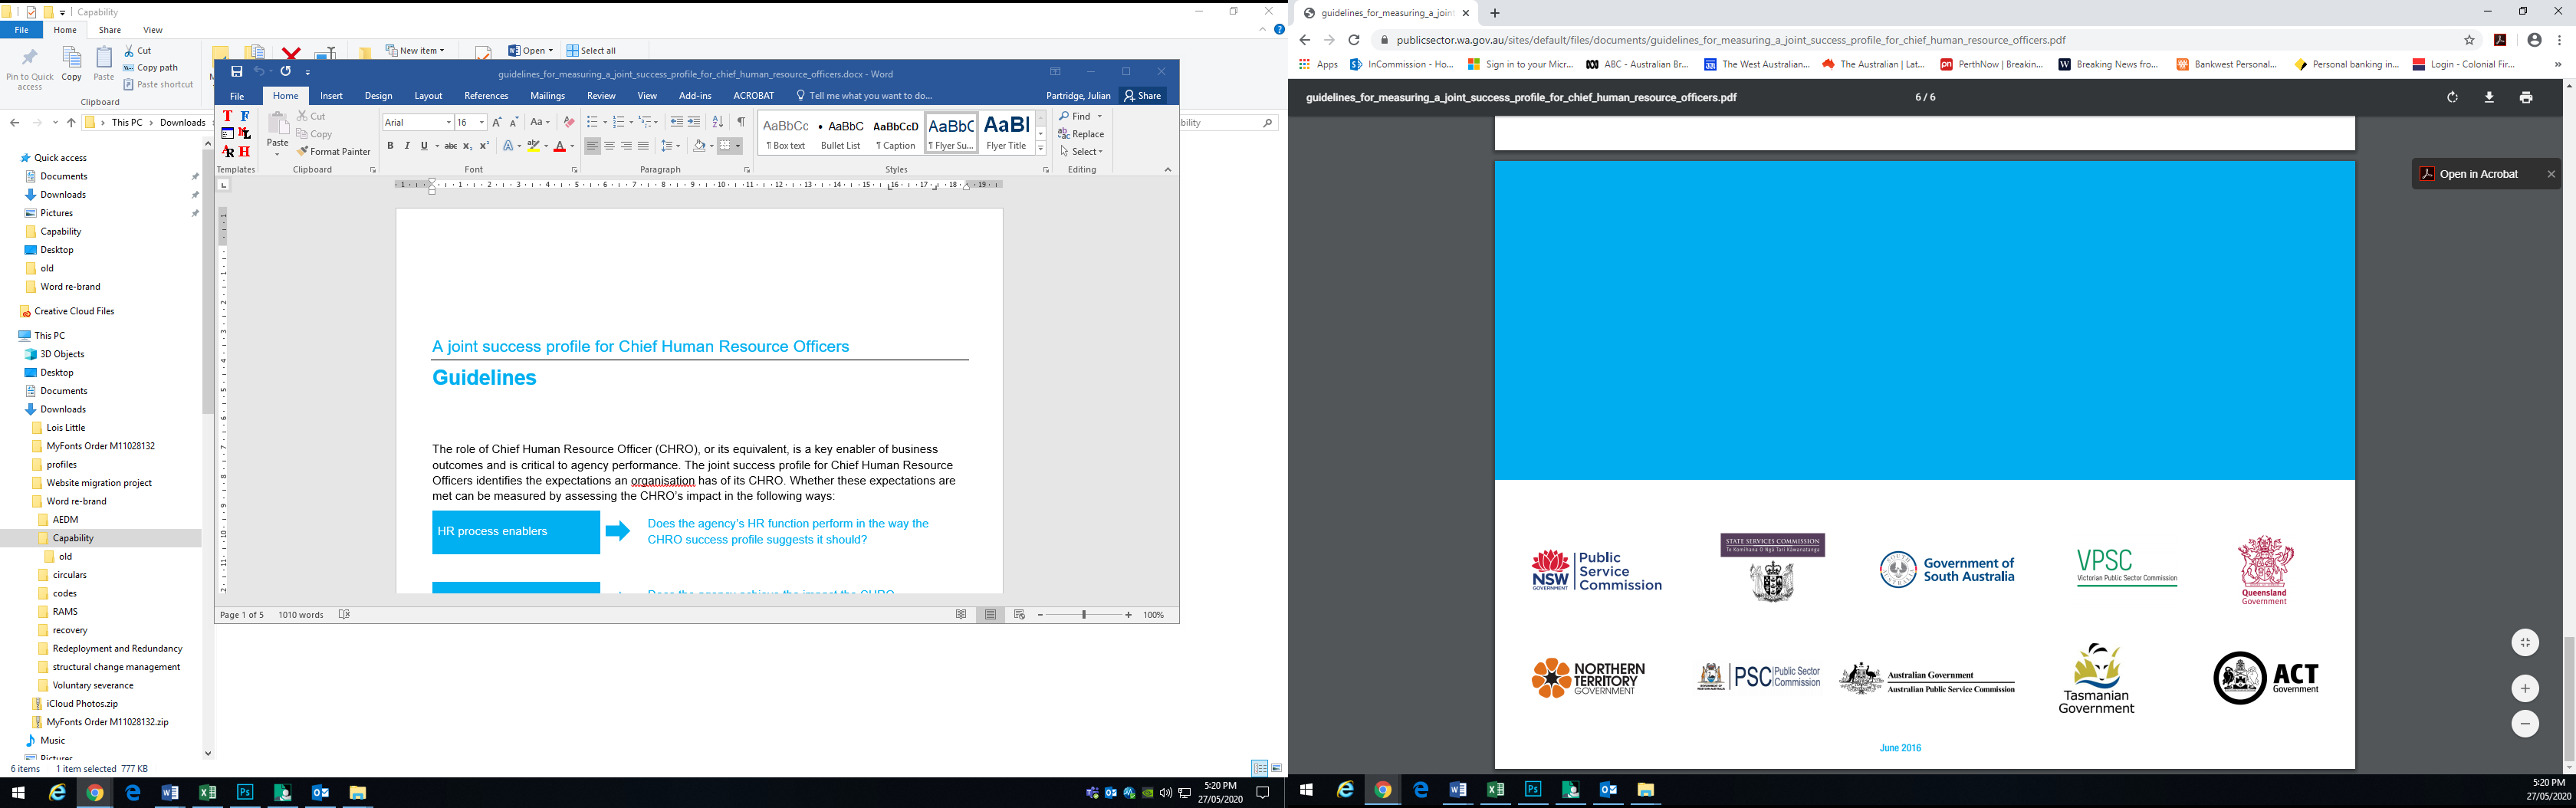 Capability
File
Home
Share
View
Pin to Quick access
Copy
Paste
Cut
Copy path
Paste shortcut
Clipboard
New item
Open
Select all
This PC
Downloads
bility
Quick access
Documents
Downloads
Pictures
Capability
Desktop
old
Word re-brand
Creative Cloud Files
This PC
3D Objects
Desktop
Documents
Downloads
Lois Little
MyFonts Order M11028132
profiles
Website migration project
Word re-brand
AEDM
Capability
old
circulars
codes
RAMS
recovery
Redeployment and Redundancy
structural change management
Voluntary severance
iCloud Photos.zip
MyFonts Order M11028132.zip
Music
Pictures
6 items 1 item selected 777 KB
guidelines_for_measuring_a_joint_success_profile_for_chief_human_resource_officers.docx - Word
File Home Insert Design Layout References Mailings Review View Add-ins ACROBAT Tell me what you want to do... Partridge, Julian Share
Templates
Paste
Cut
Copy
Format Painter
Clipboard
Arial 16
Font
Paragraph
AaBbCc AaBbC AaBbCcD AaBbC AaBl
¶ Box text Bullet List ¶ Caption ¶ Flyer Su... Flyer Title
Styles
Find
Replace
Select
Editing
A joint success profile for Chief Human Resource Officers
Guidelines
The role of Chief Human Resource Officer (CHRO), or its equivalent, is a key enabler of business
outcomes and is critical to agency performance. The joint success profile for Chief Human Resource
Officers identifies the expectations an organisation has of its CHRO. Whether these expectations are
met can be measured by assessing the CHRO's impact in the following ways:
HR process enablers
Does the agency's HR function perform in the way the
CHRO success profile suggests it should?
Does the agency achieve the impact the CHRO
Page 1 of 5 1010 words
100%
5:20 PM
27/05/2020
guidelines_for_measuring_a_joint
publicsector.wa.gov.au/sites/default/files/documents/guidelines_for_measuring_a_joint_success_profile_for_chief_human_resource_officers.pdf
Apps InCommission - Ho... Sign in to your Micr... ABC - Australian Br... The West Australian... The Australian | Lat... PerthNow | Breakin... Breaking News fro... Bankwest Personal... Personal banking in... Login - Colonial Fir...
guidelines_for_measuring_a_joint_success_profile_for_chief_human_resource_officers.pdf
6 / 6
Open in Acrobat
NSW
GOVERNMENT
Public
Service
Commission
STATE SERVICES COMMISSION
Te Komihana O Ngā Tari Kāwanatanga
Government of
South Australia
VPSC
Victorian Public Sector Commission
Queensland
Government
NORTHERN
TERRITORY
GOVERNMENT
PSC Public Sector
Commission
Australian Government
Australian Public Service Commission
Tasmanian
Government
ACT
Government
June 2016
5:20 PM
27/05/2020